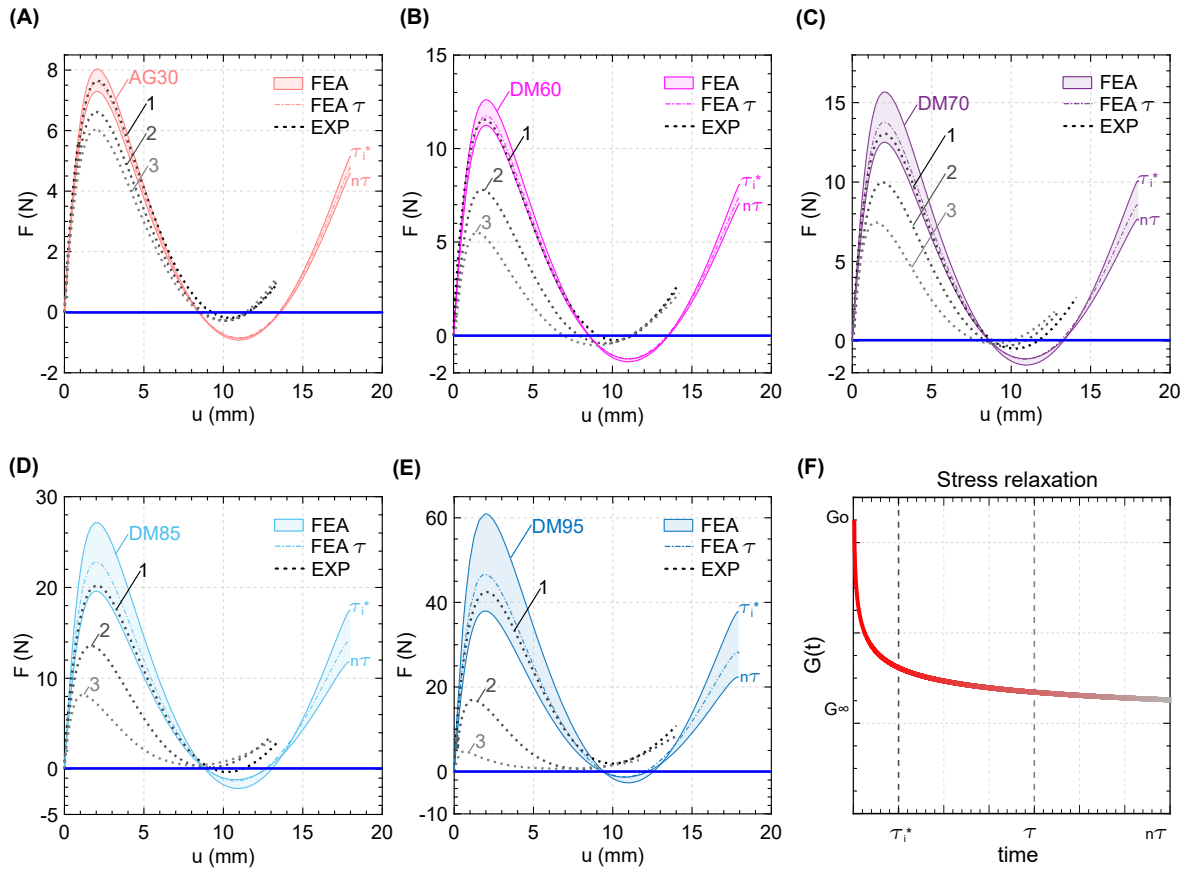 (A)
8
6
4
2
0
-2
0
5
10
15
20
F (N)
u (mm)
AG30
1
2
3
FEA
FEA τ
EXP
τi*
nτ
(B)
15
10
5
0
-2
0
5
10
15
20
F (N)
u (mm)
DM60
1
2
3
FEA
FEA τ
EXP
τi*
nτ
(C)
15
10
5
0
-2
0
5
10
15
20
F (N)
u (mm)
DM70
1
2
3
FEA
FEA τ
EXP
τi*
nτ
(D)
30
20
10
0
-5
0
5
10
15
20
F (N)
u (mm)
DM85
1
2
3
FEA
FEA τ
EXP
τi*
nτ
(E)
60
40
20
0
-10
0
5
10
15
20
F (N)
u (mm)
DM95
1
2
3
FEA
FEA τ
EXP
τi*
nτ
(F)
Stress relaxation
Go
G∞
G(t)
τi*
τ
nτ
time